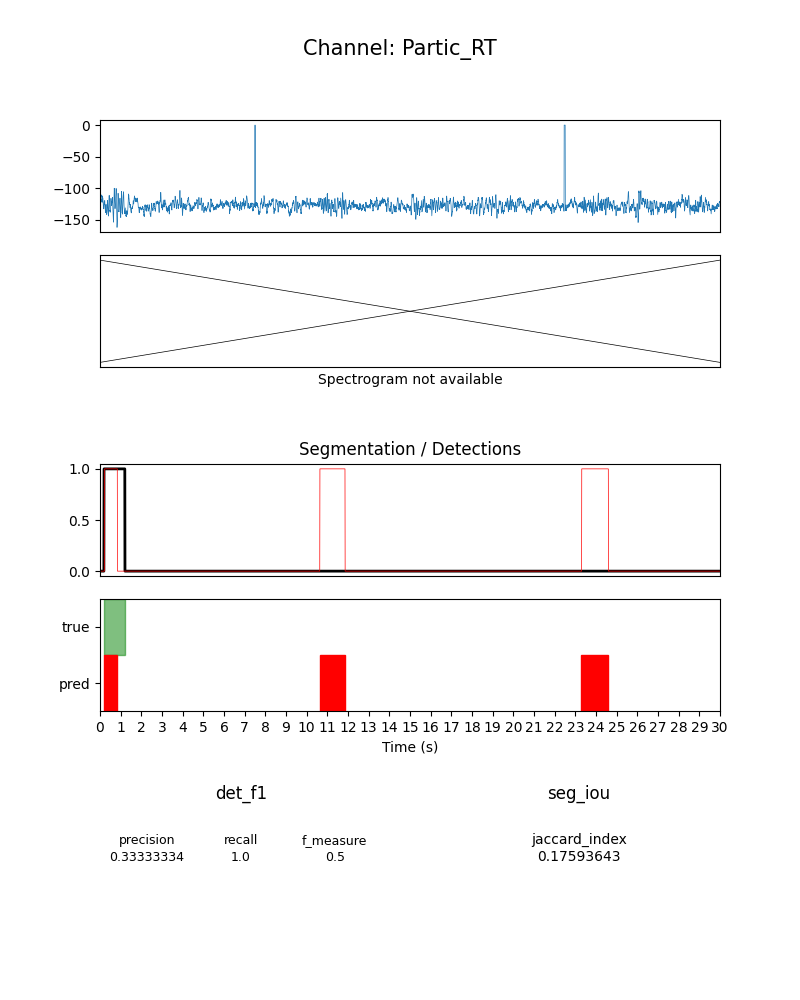 Channel: Partic_RT
0
−50
−100
−150
Spectrogram not available
Segmentation / Detections
1.0
0.5
0.0
true
pred
0 1 2 3 4 5 6 7 8 9 10 11 12 13 14 15 16 17 18 19 20 21 22 23 24 25 26 27 28 29 30
Time (s)
det_f1 seg_iou
precision recall f_measure jaccard_index
0.33333334 1.0 0.5 0.17593643